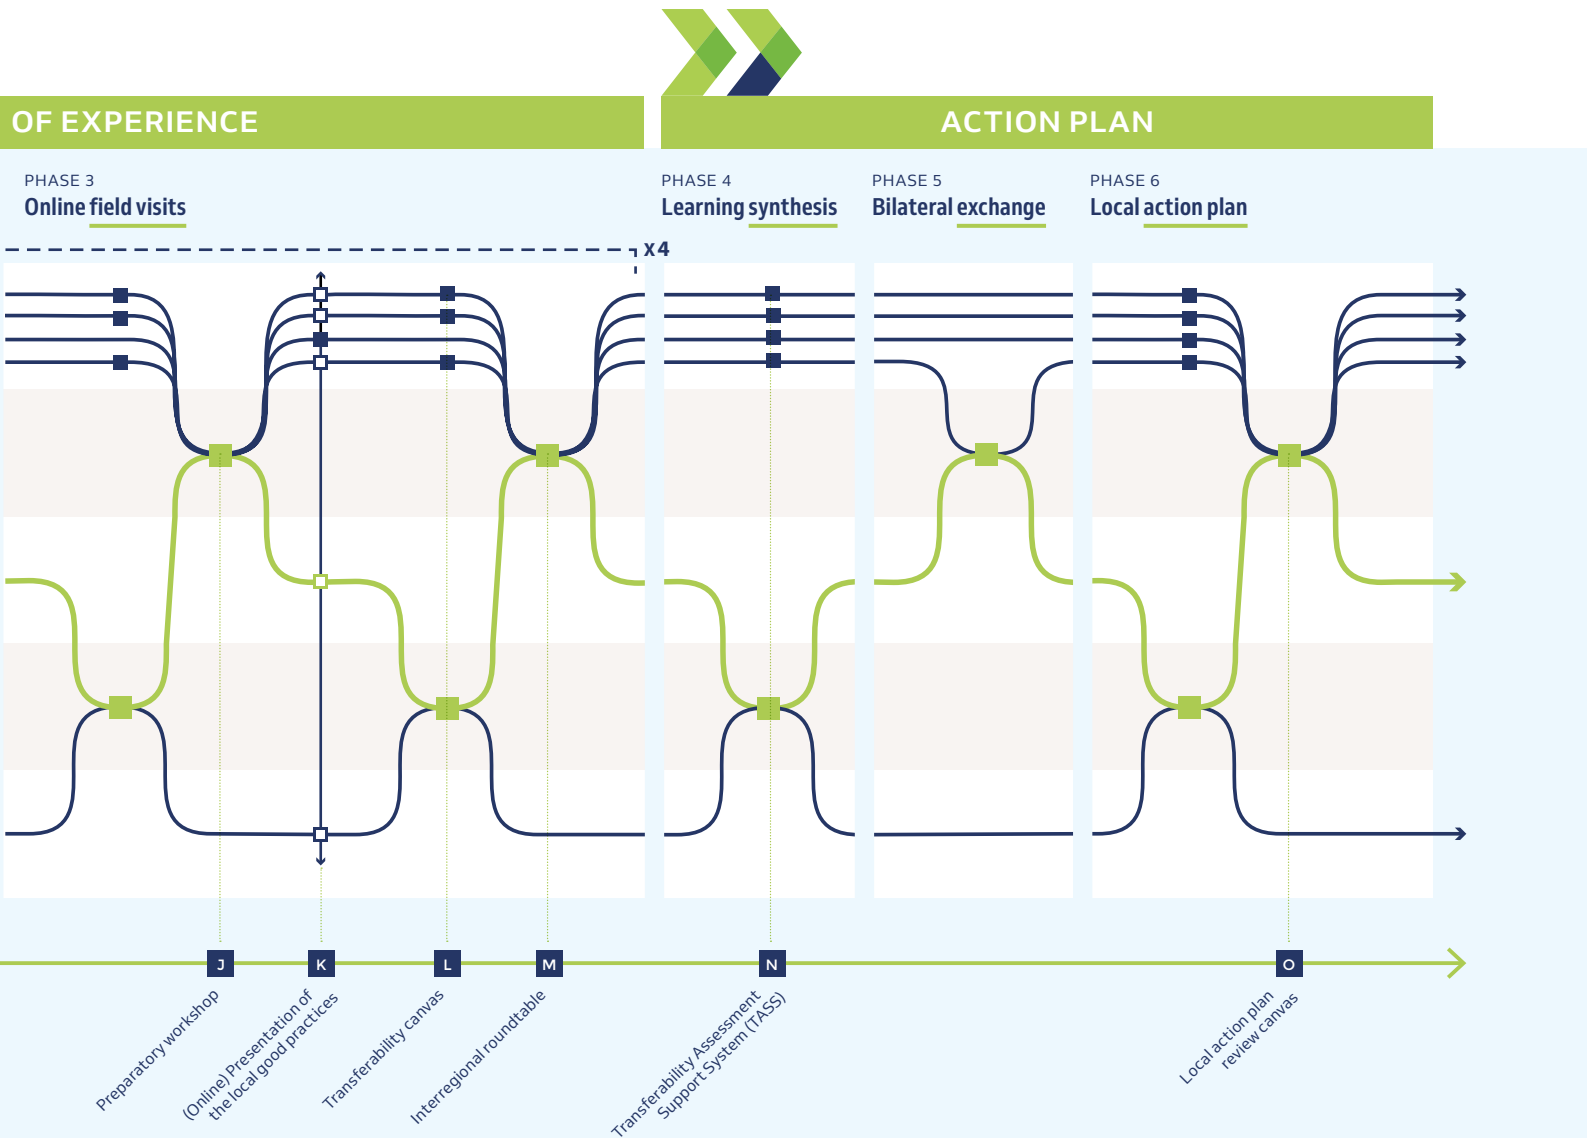 OF EXPERIENCE
ACTION PLAN
PHASE 3
Online field visits
PHASE 4
Learning synthesis
PHASE 5
Bilateral exchange
PHASE 6
Local action plan
x4
J
K
L
M
N
O
Preparatory workshop
(Online) Presentation of
the local good practices
Transferability canvas
Interregional roundtable
Transferability Assessment
Support System (TASS)
Local action plan
review canvas